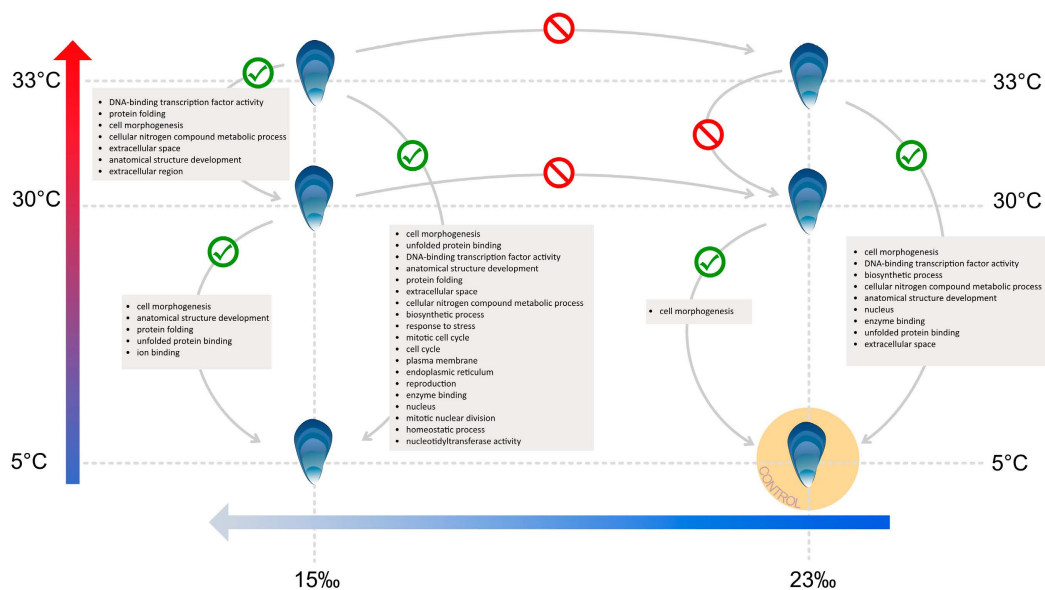 33°C
33°C
• DNA-binding transcription factor activity
• protein folding
• cell morphogenesis
• cellular nitrogen compound metabolic process
• extracellular space
• anatomical structure development
• extracellular region
30°C
30°C
• cell morphogenesis
• unfolded protein binding
• DNA-binding transcription factor activity
• anatomical structure development
• protein folding
• extracellular space
• cellular nitrogen compound metabolic process
• biosynthetic process
• response to stress
• mitotic cell cycle
• cell cycle
• plasma membrane
• endoplasmic reticulum
• reproduction
• enzyme binding
• nucleus
• mitotic nuclear division
• homeostatic process
• nucleotidyltransferase activity
• cell morphogenesis
• DNA-binding transcription factor activity
• biosynthetic process
• cellular nitrogen compound metabolic process
• anatomical structure development
• nucleus
• enzyme binding
• unfolded protein binding
• extracellular space
• cell morphogenesis
• anatomical structure development
• protein folding
• unfolded protein binding
• ion binding
• cell morphogenesis
5°C
5°C
CONTROL
15‰
23‰